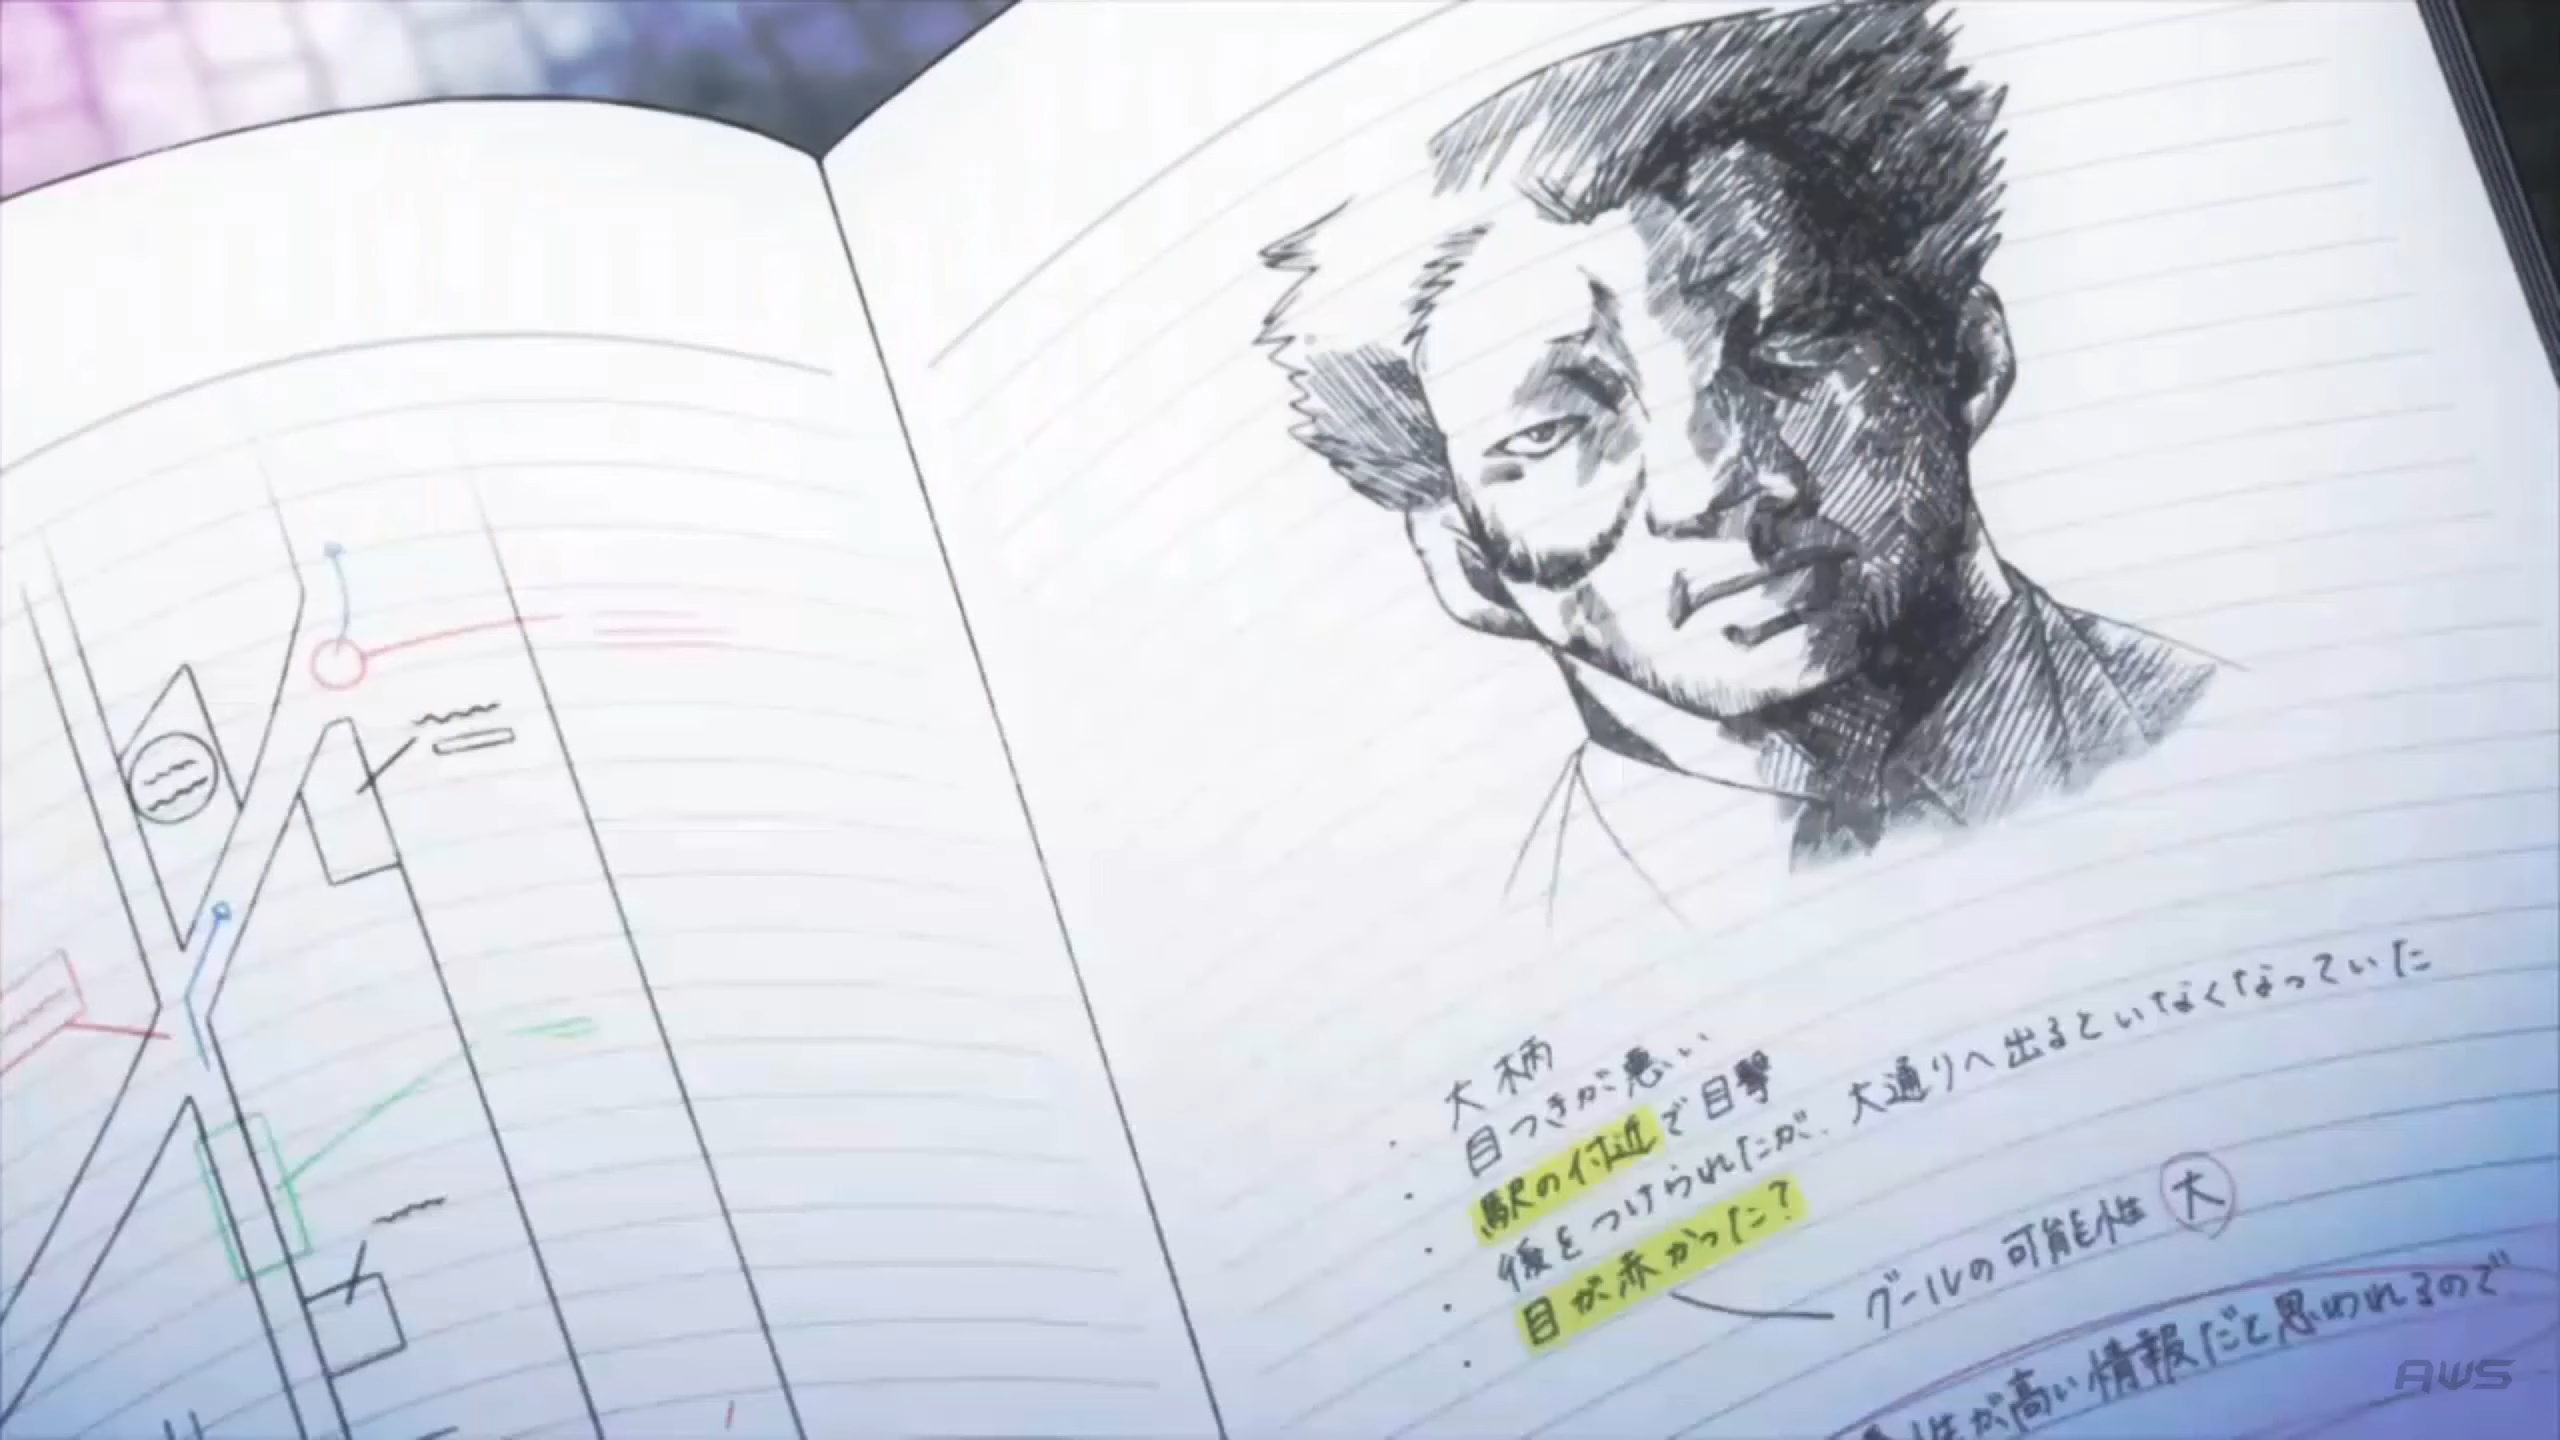 ・大柄
・目つきが悪い
・駅の付近で目撃
・後をつけられたが、大通りへ出るといなくなっていた
・目が赤かった?
グールの可能性 大
性が高い情報だと思われるので
AWS